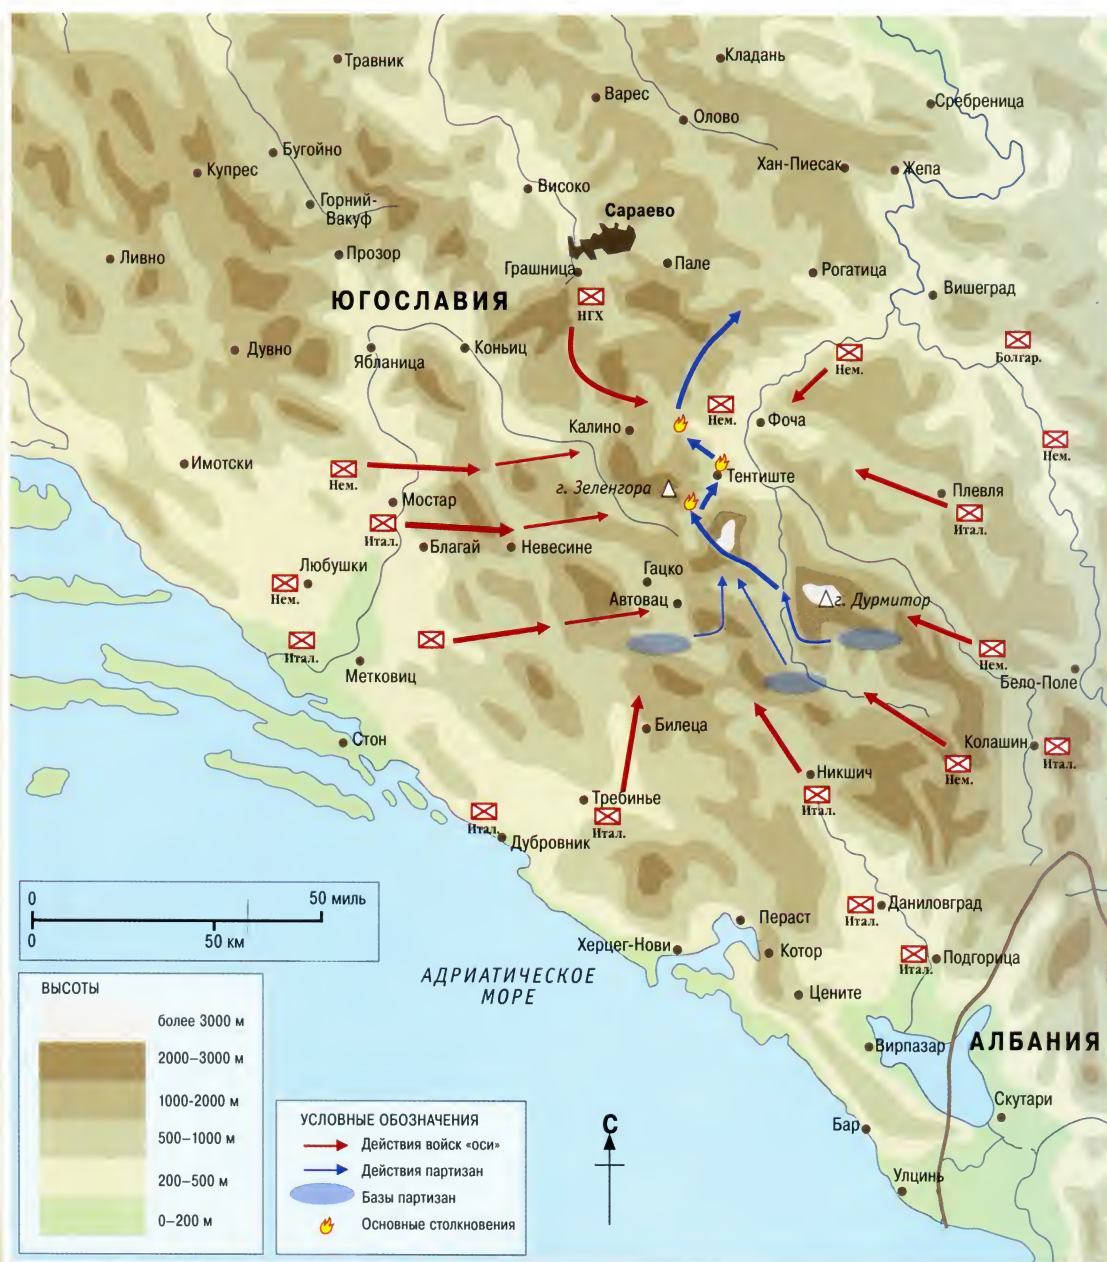 Травник
Кладань
Варес
Сребреница
Олово
Бугойно
Хан-Пиесак
Жепа
Купрес
Високо
Горний-
Вакуф
Сараево
Ливно
Прозор
Грашница
Пале
Рогатица
ЮГОСЛАВИЯ
Вишеград
НГХ
Дувно
Ябланица
Коньиц
Нем.
Болгар.
Нем.
Калино
Фоча
Нем.
Имотски
Нем.
Тентиште
г. Зеленгора
Плевля
Мостар
Итал.
Итал.
Благай
Невесине
Любушки
Нем.
Гацко
Автовац
г. Дурмитор
Итал.
Нем.
Метковиц
Бело-Поле
Билеца
Стон
Колашин
Итал.
Нем.
Никшич
Итал.
Требинье
Итал.
Итал.
Дубровник
0
50 миль
0
50 км
Даниловград
Итал.
Пераст
Херцег-Нови
Котор
Итал.
Подгорица
АДРИАТИЧЕСКОЕ
МОРЕ
Цените
ВЫСОТЫ
более 3000 м
2000–3000 м
1000-2000 м
500–1000 м
200–500 м
0–200 м
Вирпазар
АЛБАНИЯ
Скутари
Бар
Улцинь
С
УСЛОВНЫЕ ОБОЗНАЧЕНИЯ
Действия войск «оси»
Действия партизан
Базы партизан
Основные столкновения